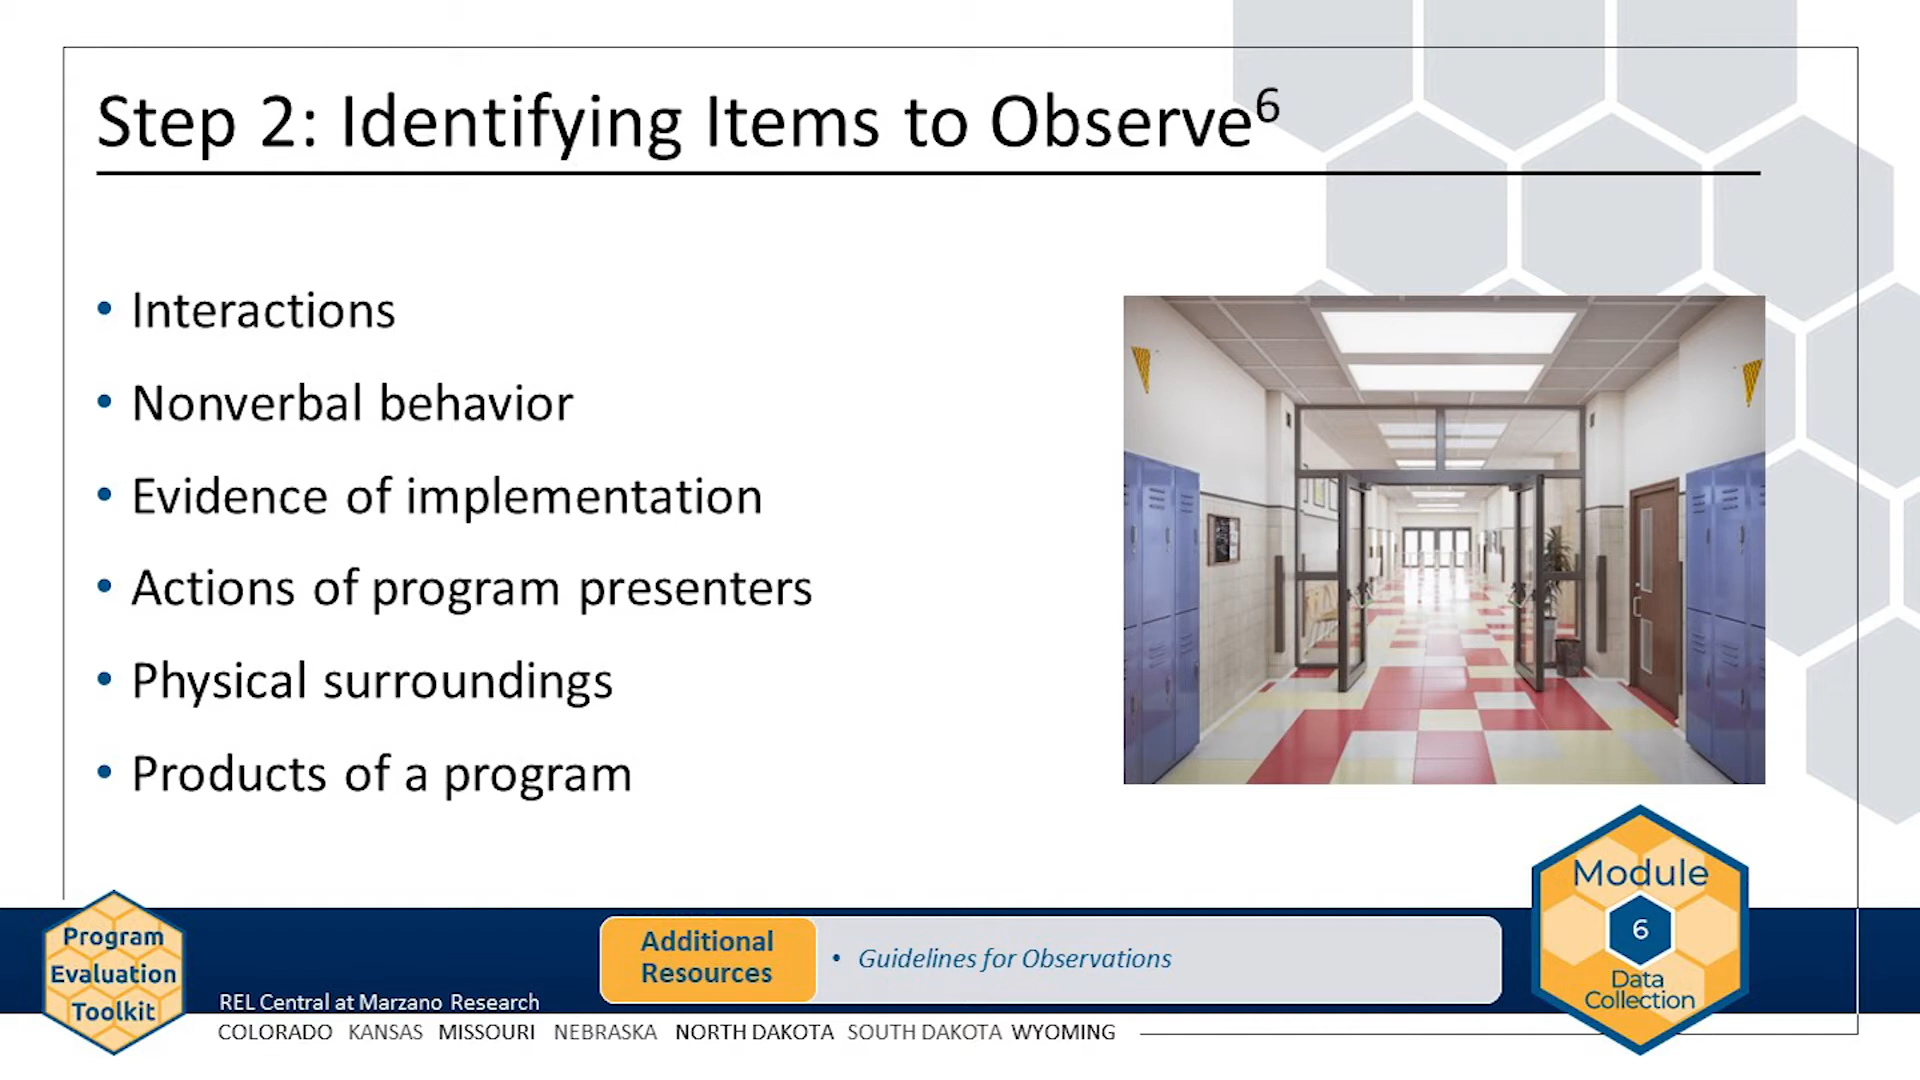 Step 2: Identifying Items to Observe⁶
• Interactions
• Nonverbal behavior
• Evidence of implementation
• Actions of program presenters
• Physical surroundings
• Products of a program
Program
Evaluation
Toolkit
REL Central at Marzano Research
COLORADO KANSAS MISSOURI NEBRASKA NORTH DAKOTA SOUTH DAKOTA WYOMING
Additional
Resources
• Guidelines for Observations
Module
6
Data
Collection